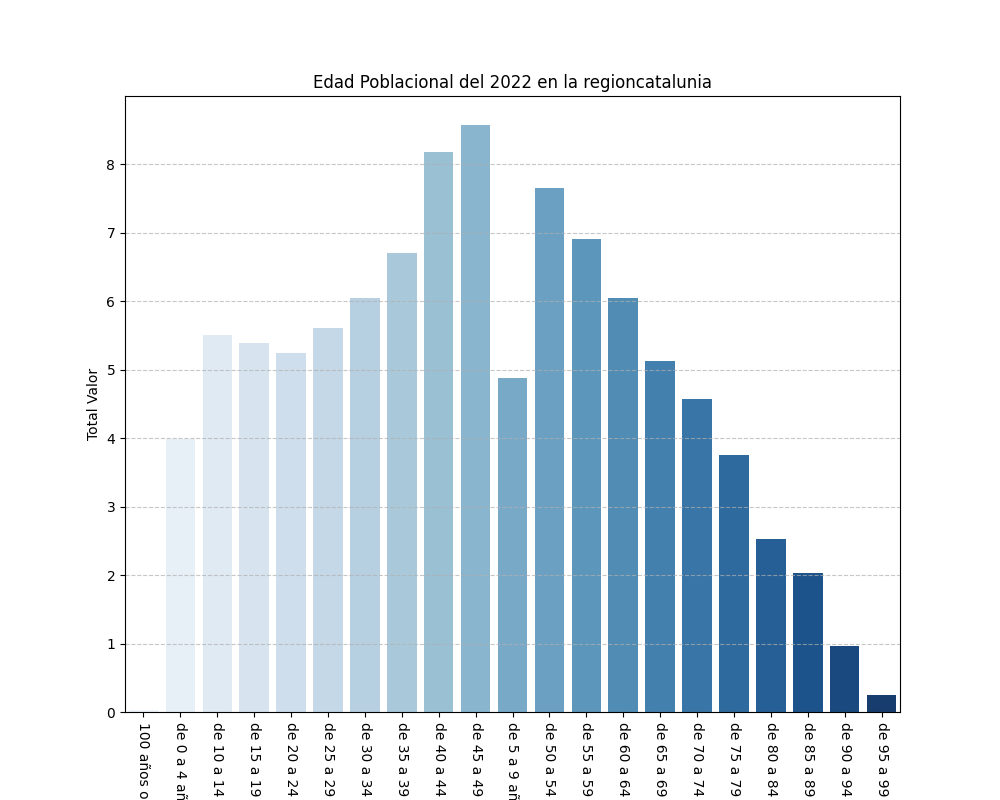 Edad Poblacional del 2022 en la regioncatalunia
Total Valor
8
7
6
5
4
3
2
1
0
100 años o
de 0 a 4 añ
de 10 a 14
de 15 a 19
de 20 a 24
de 25 a 29
de 30 a 34
de 35 a 39
de 40 a 44
de 45 a 49
de 5 a 9 añ
de 50 a 54
de 55 a 59
de 60 a 64
de 65 a 69
de 70 a 74
de 75 a 79
de 80 a 84
de 85 a 89
de 90 a 94
de 95 a 99